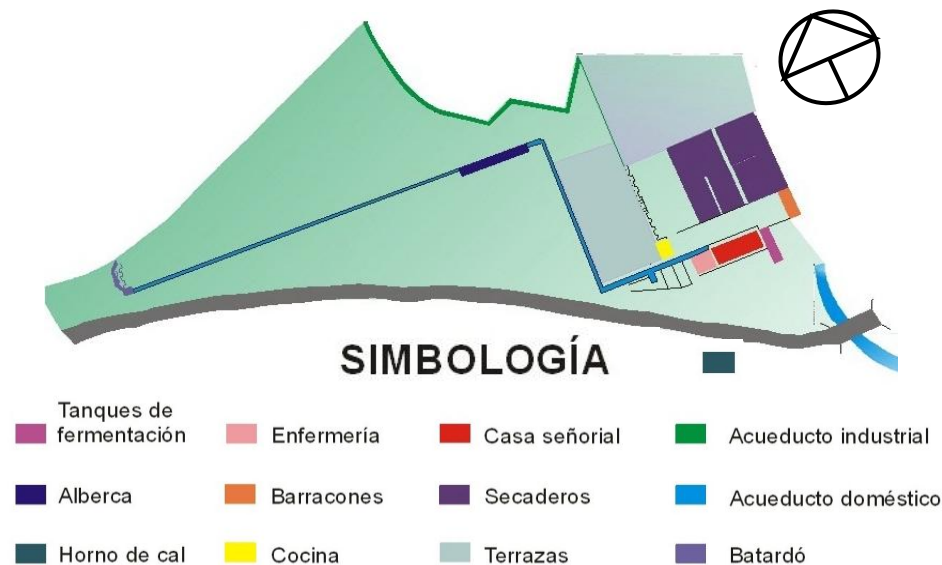 SIMBOLOGÍA
Tanques de
fermentación
Enfermería
Casa señorial
Acueducto industrial
Alberca
Barracones
Secaderos
Acueducto doméstico
Horno de cal
Cocina
Terrazas
Batardó